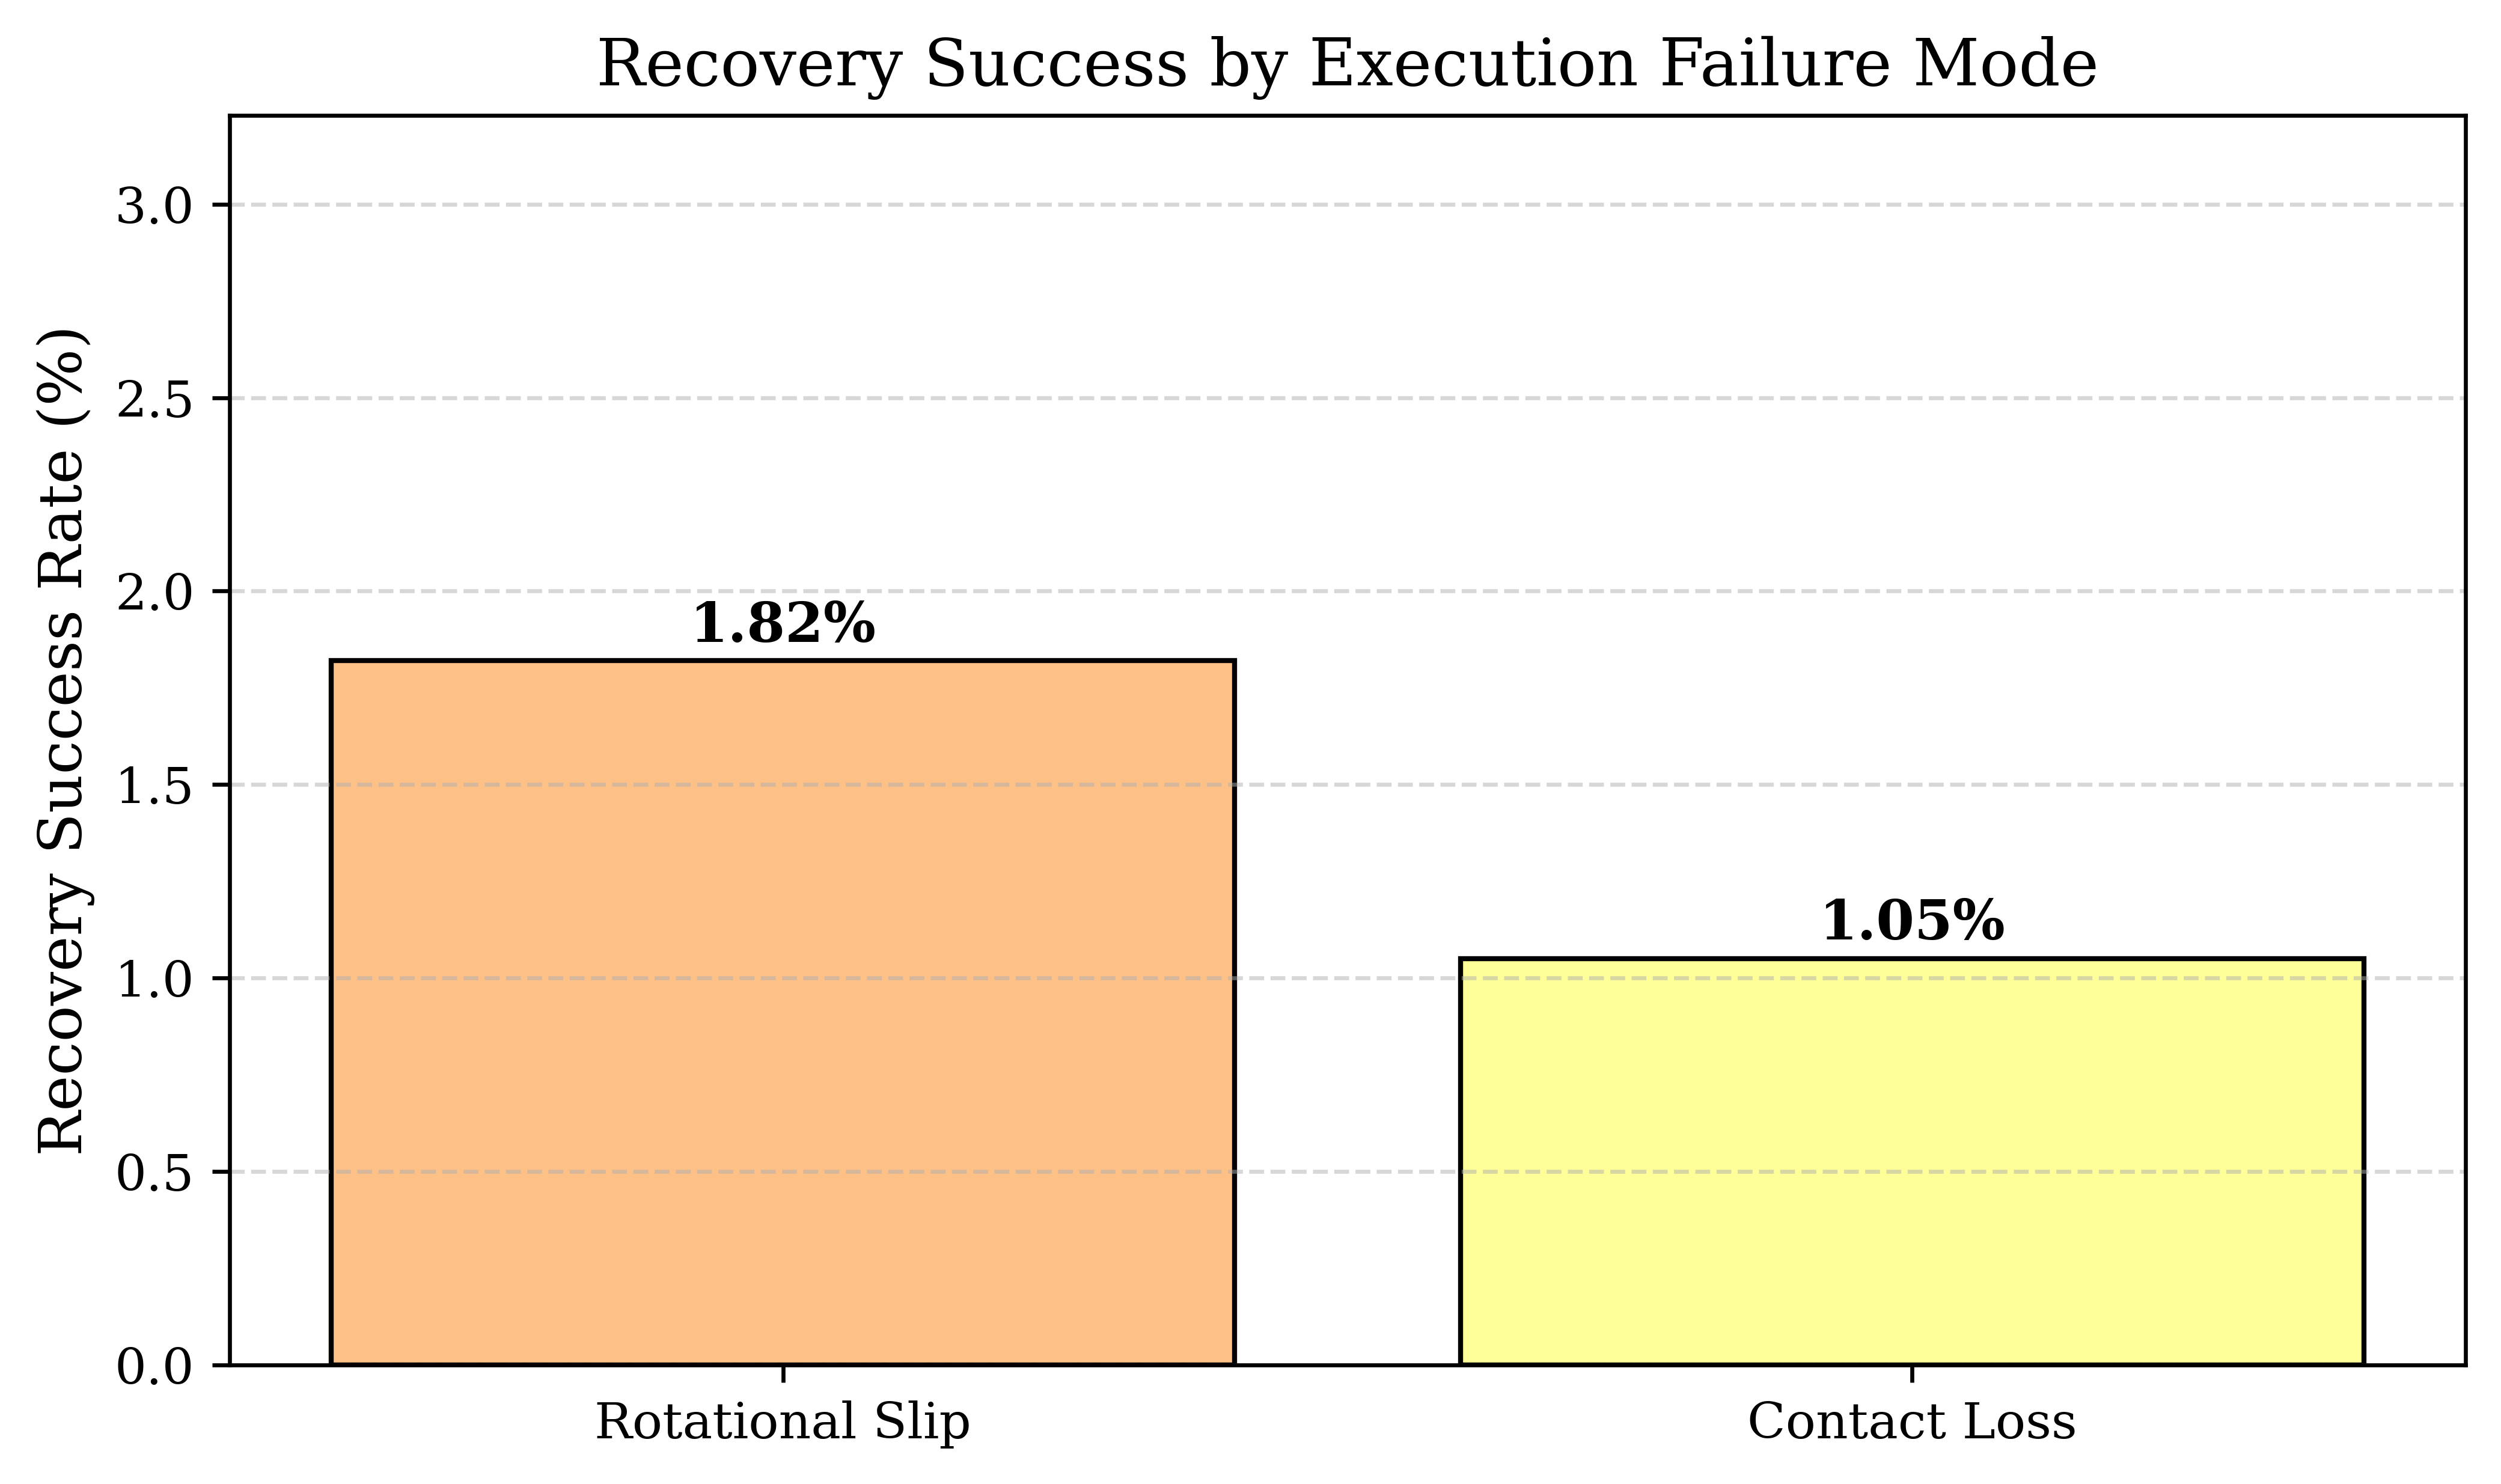 Recovery Success by Execution Failure Mode
Recovery Success Rate (%)
3.0
2.5
2.0
1.5
1.0
0.5
0.0
1.82%
1.05%
Rotational Slip
Contact Loss